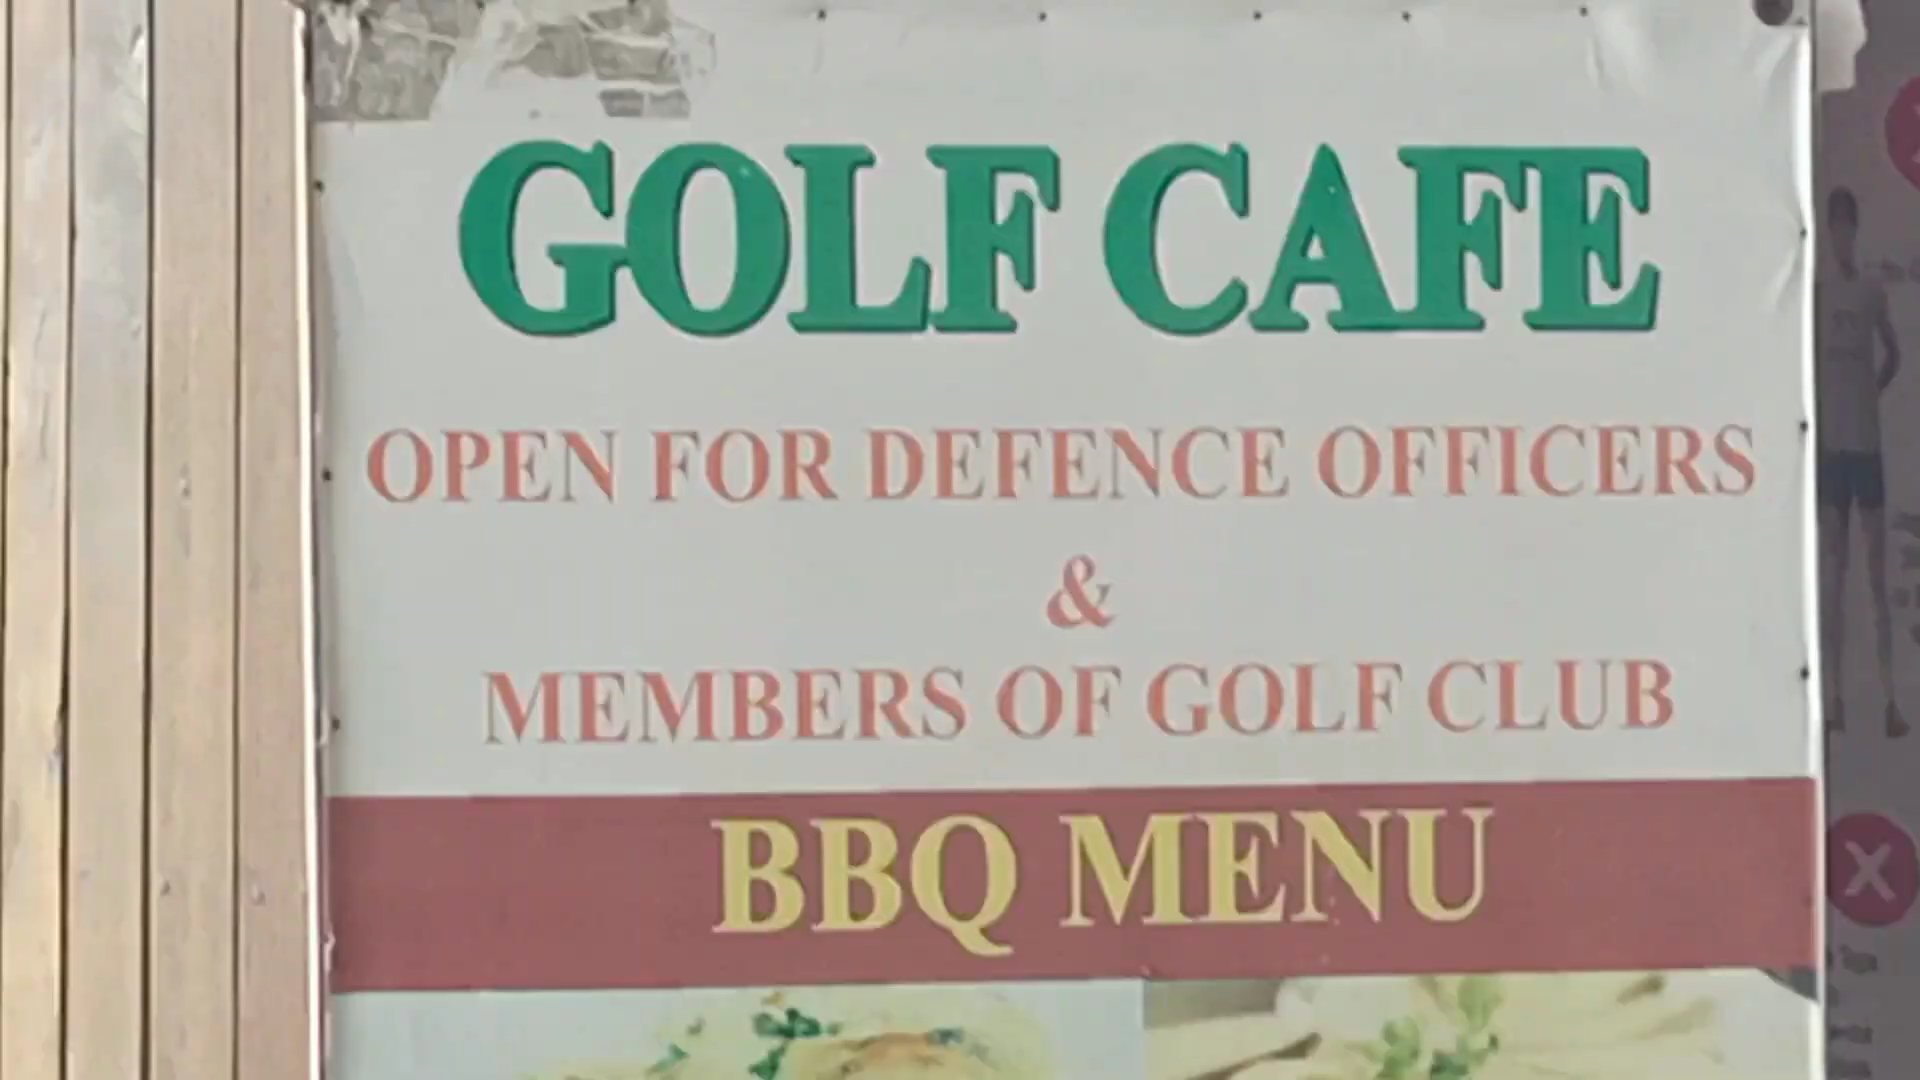 GOLF CAFE
OPEN FOR DEFENCE OFFICERS
&
MEMBERS OF GOLF CLUB
BBQ MENU